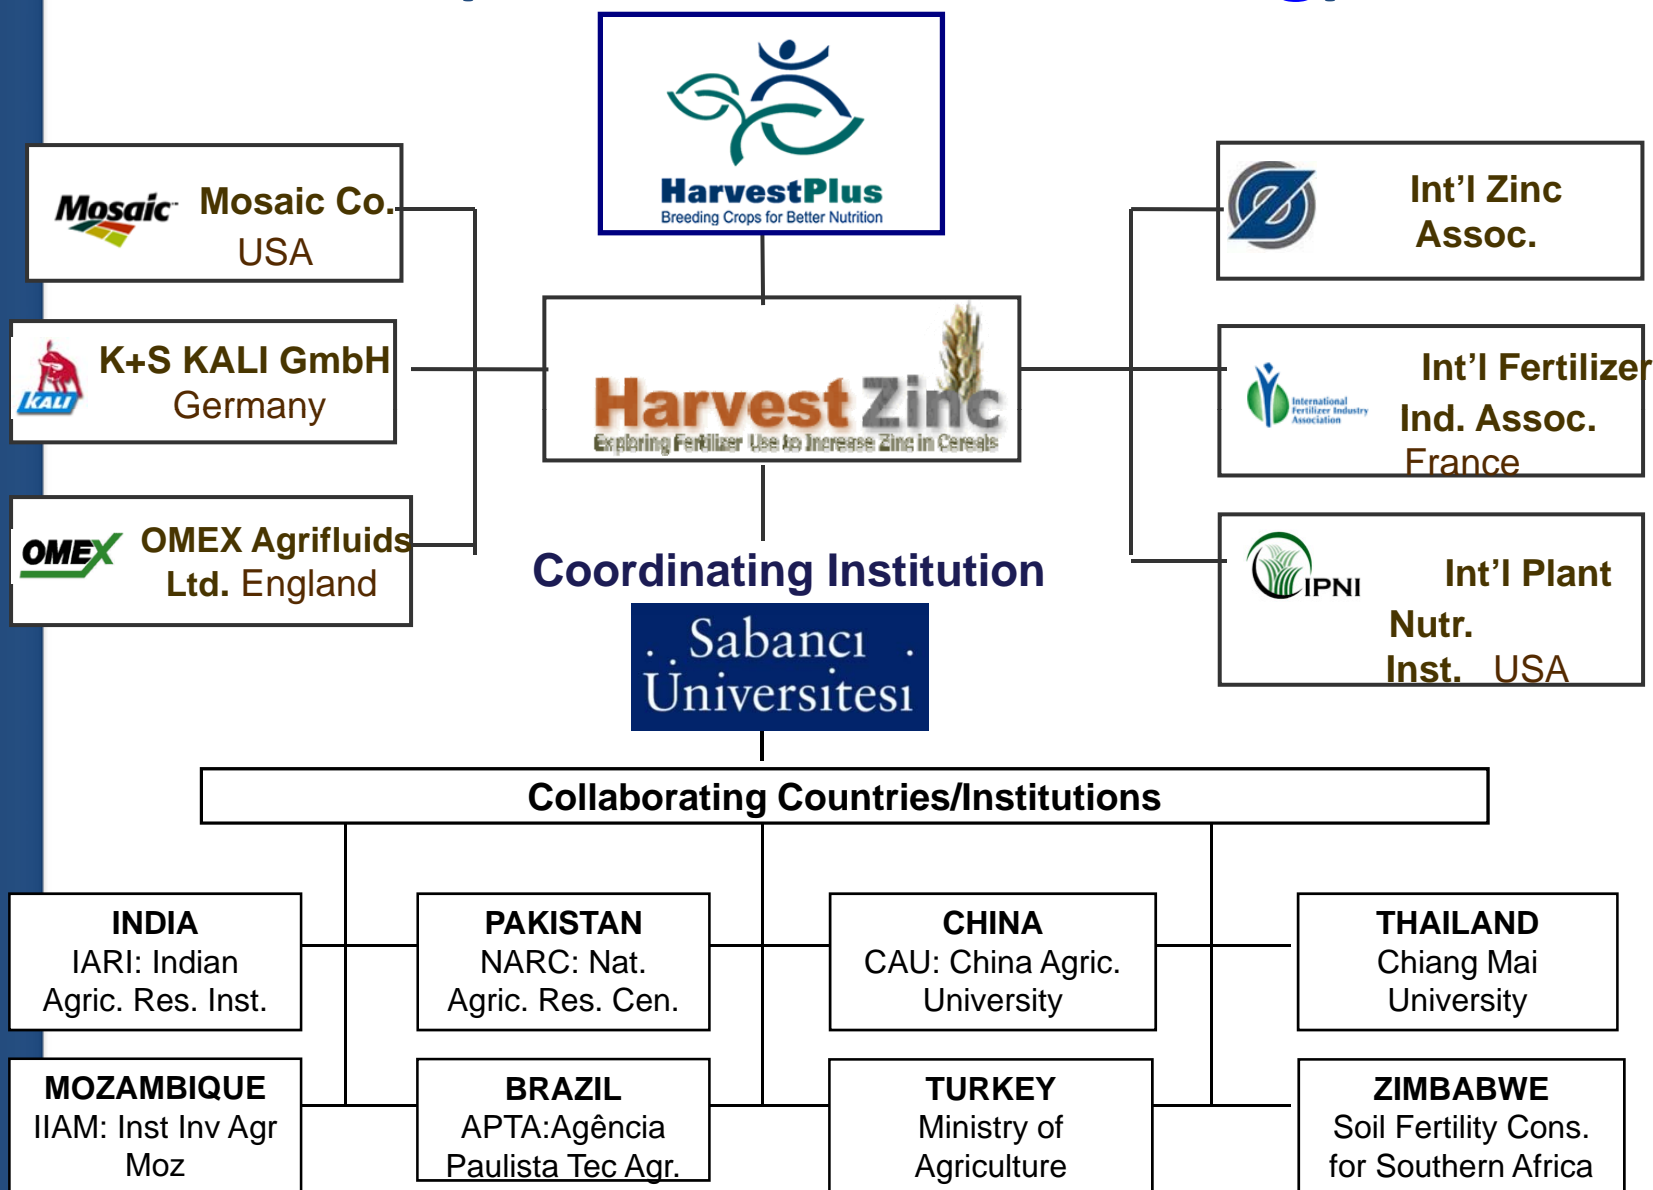 HarvestPlus
Breeding Crops for Better Nutrition
Mosaic
Mosaic Co.
USA
KALI
K+S KALI GmbH
Germany
OMEX
OMEX Agrifluids
Ltd. England
Harvest Zinc
Exploring Fertilizer Use to Increase Zinc in Cereals
Int'l Zinc
Assoc.
International
Fertilizer Industry
Association
Int'l Fertilizer
Ind. Assoc.
France
IPNI
Int'l Plant
Nutr.
Inst. USA
Coordinating Institution
Sabancı
Üniversitesi
Collaborating Countries/Institutions
INDIA
IARI: Indian
Agric. Res. Inst.
PAKISTAN
NARC: Nat.
Agric. Res. Cen.
CHINA
CAU: China Agric.
University
THAILAND
Chiang Mai
University
MOZAMBIQUE
IIAM: Inst Inv Agr
Moz
BRAZIL
APTA:Agência
Paulista Tec Agr.
TURKEY
Ministry of
Agriculture
ZIMBABWE
Soil Fertility Cons.
for Southern Africa